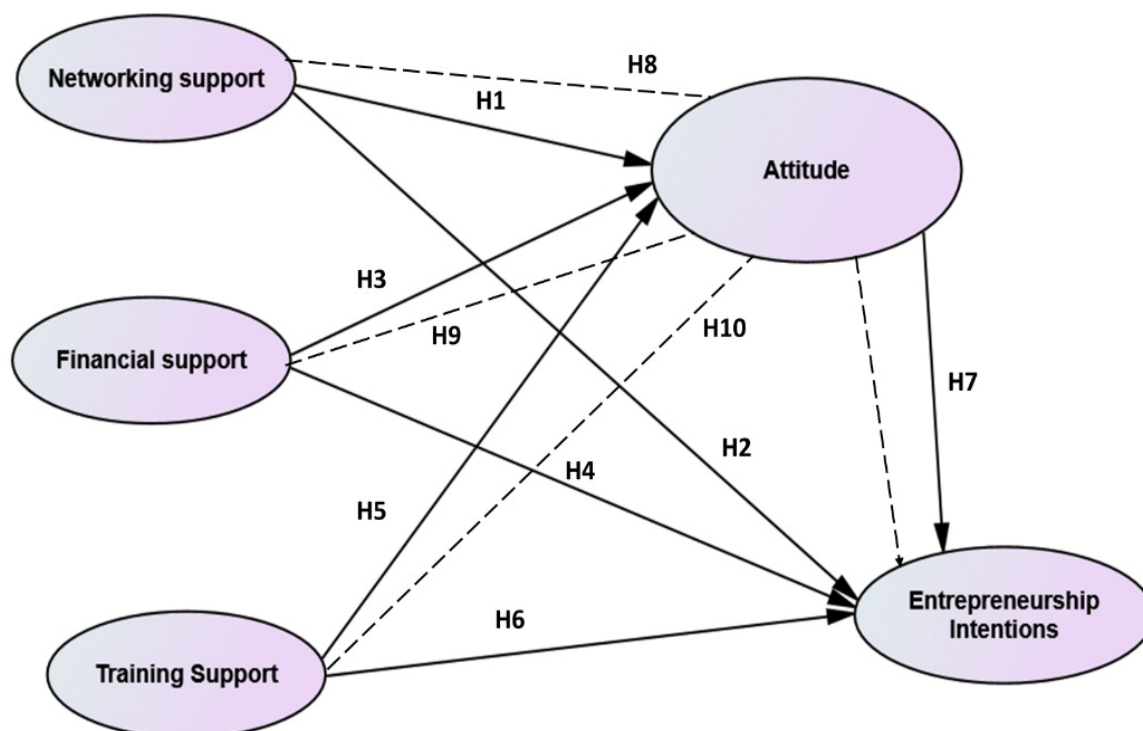 Networking support
H8
H1
Attitude
H3
H9
H10
Financial support
H7
H2
H4
H5
Entrepreneurship
Intentions
H6
Training Support